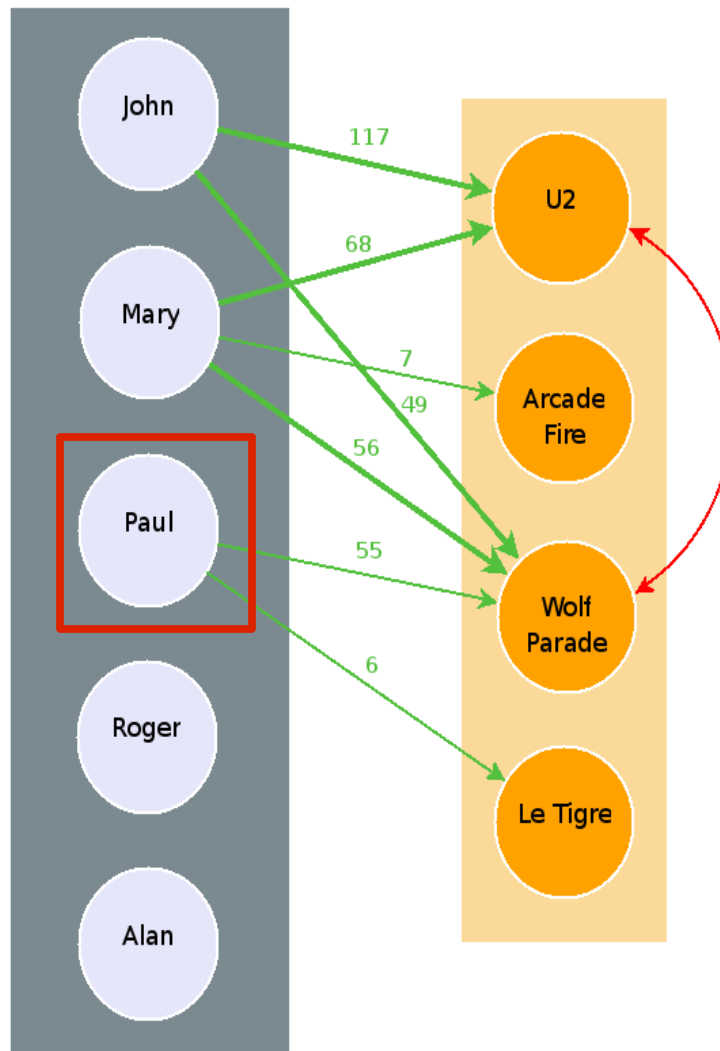 John
117
U2
68
Mary
7
Arcade
Fire
49
56
Paul
55
Wolf
Parade
6
Roger
Le Tigre
Alan